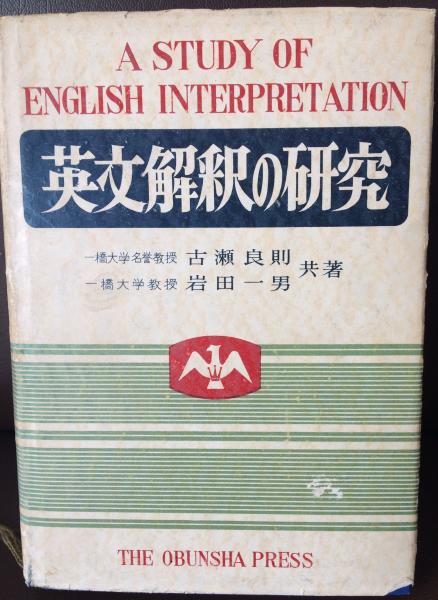 A STUDY OF
ENGLISH INTERPRETATION
英文解釈の研究
一橋大学名誉教授 古瀬良則
一橋大学教授 岩田一男 共著
THE OBUNSHA PRESS